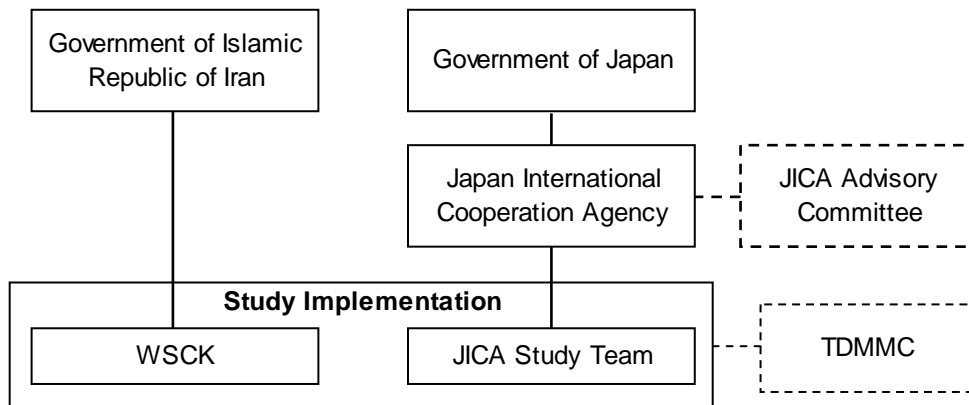 Government of Islamic
Republic of Iran
Government of Japan
Japan International
Cooperation Agency
JICA Advisory
Committee
Study Implementation
WSCK
JICA Study Team
TDMMC